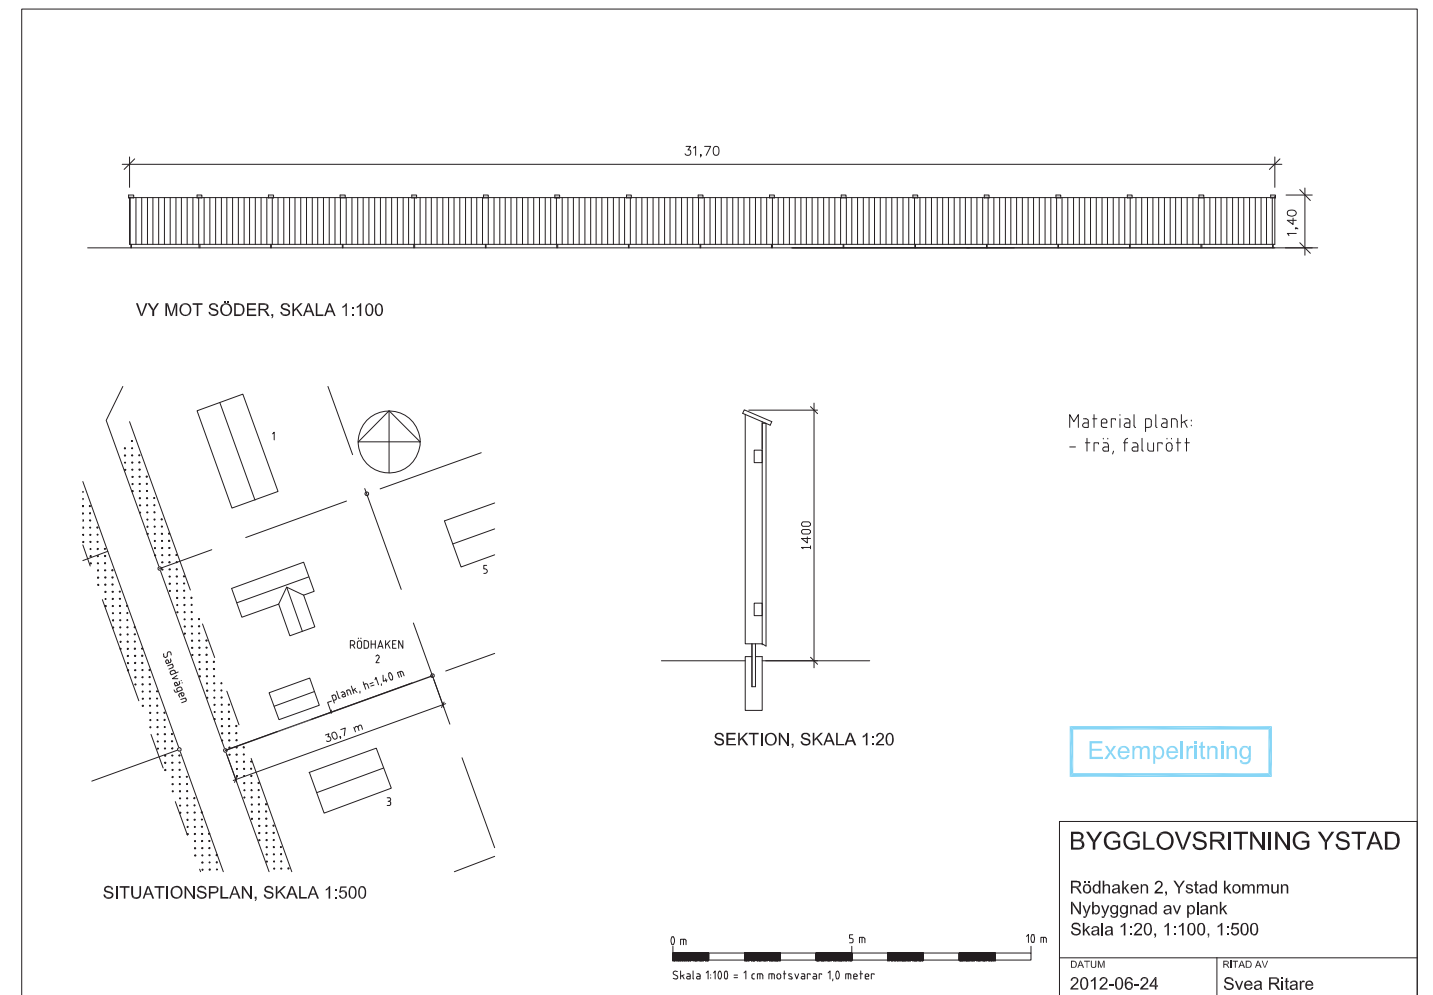 31,70
1,40
VY MOT SÖDER, SKALA 1:100
1
5
RÖDHAKEN
2
Sandvägen
plank, h=1,40 m
30,7 m
3
SITUATIONSPLAN, SKALA 1:500
1400
SEKTION, SKALA 1:20
Material plank:
- trä, falurött
Exempelritning
0 m 5 m 10 m
Skala 1:100 = 1 cm motsvarar 1,0 meter
BYGGLOVSRITNING YSTAD
Rödhaken 2, Ystad kommun
Nybyggnad av plank
Skala 1:20, 1:100, 1:500
DATUM
2012-06-24
RITAD AV
Svea Ritare